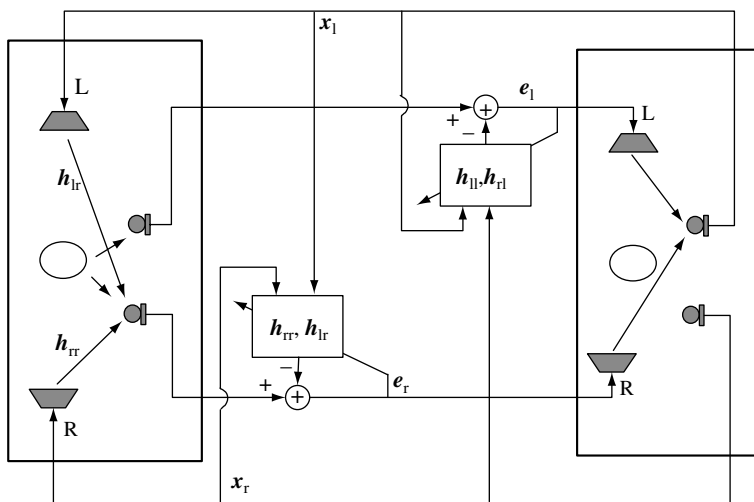 x_l
L
e_l
L
+
+
−
h_ll,h_rl
h_lr
h_rr, h_lr
h_rr
−
+
+
e_r
R
R
x_r